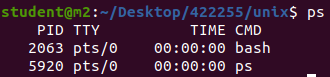 student@m2:~/Desktop/422255/unix$ ps
PID TTY TIME CMD
2063 pts/0 00:00:00 bash
5920 pts/0 00:00:00 ps